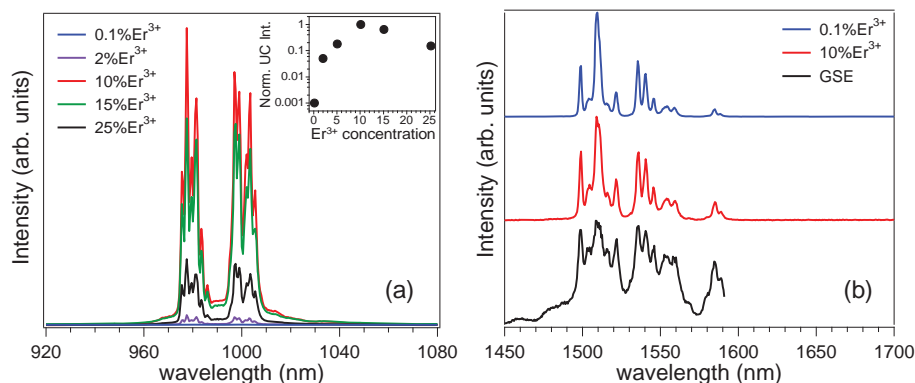 Intensity (arb. units)
0.1%Er³⁺
2%Er³⁺
10%Er³⁺
15%Er³⁺
25%Er³⁺
Norm. UC Int.
1
0.1
0.01
0.001
0 5 10 15 20 25
Er³⁺ concentration
(a)
920 960 1000 1040 1080
wavelength (nm)
Intensity (arb. units)
0.1%Er³⁺
10%Er³⁺
GSE
(b)
1450 1500 1550 1600 1650 1700
wavelength (nm)